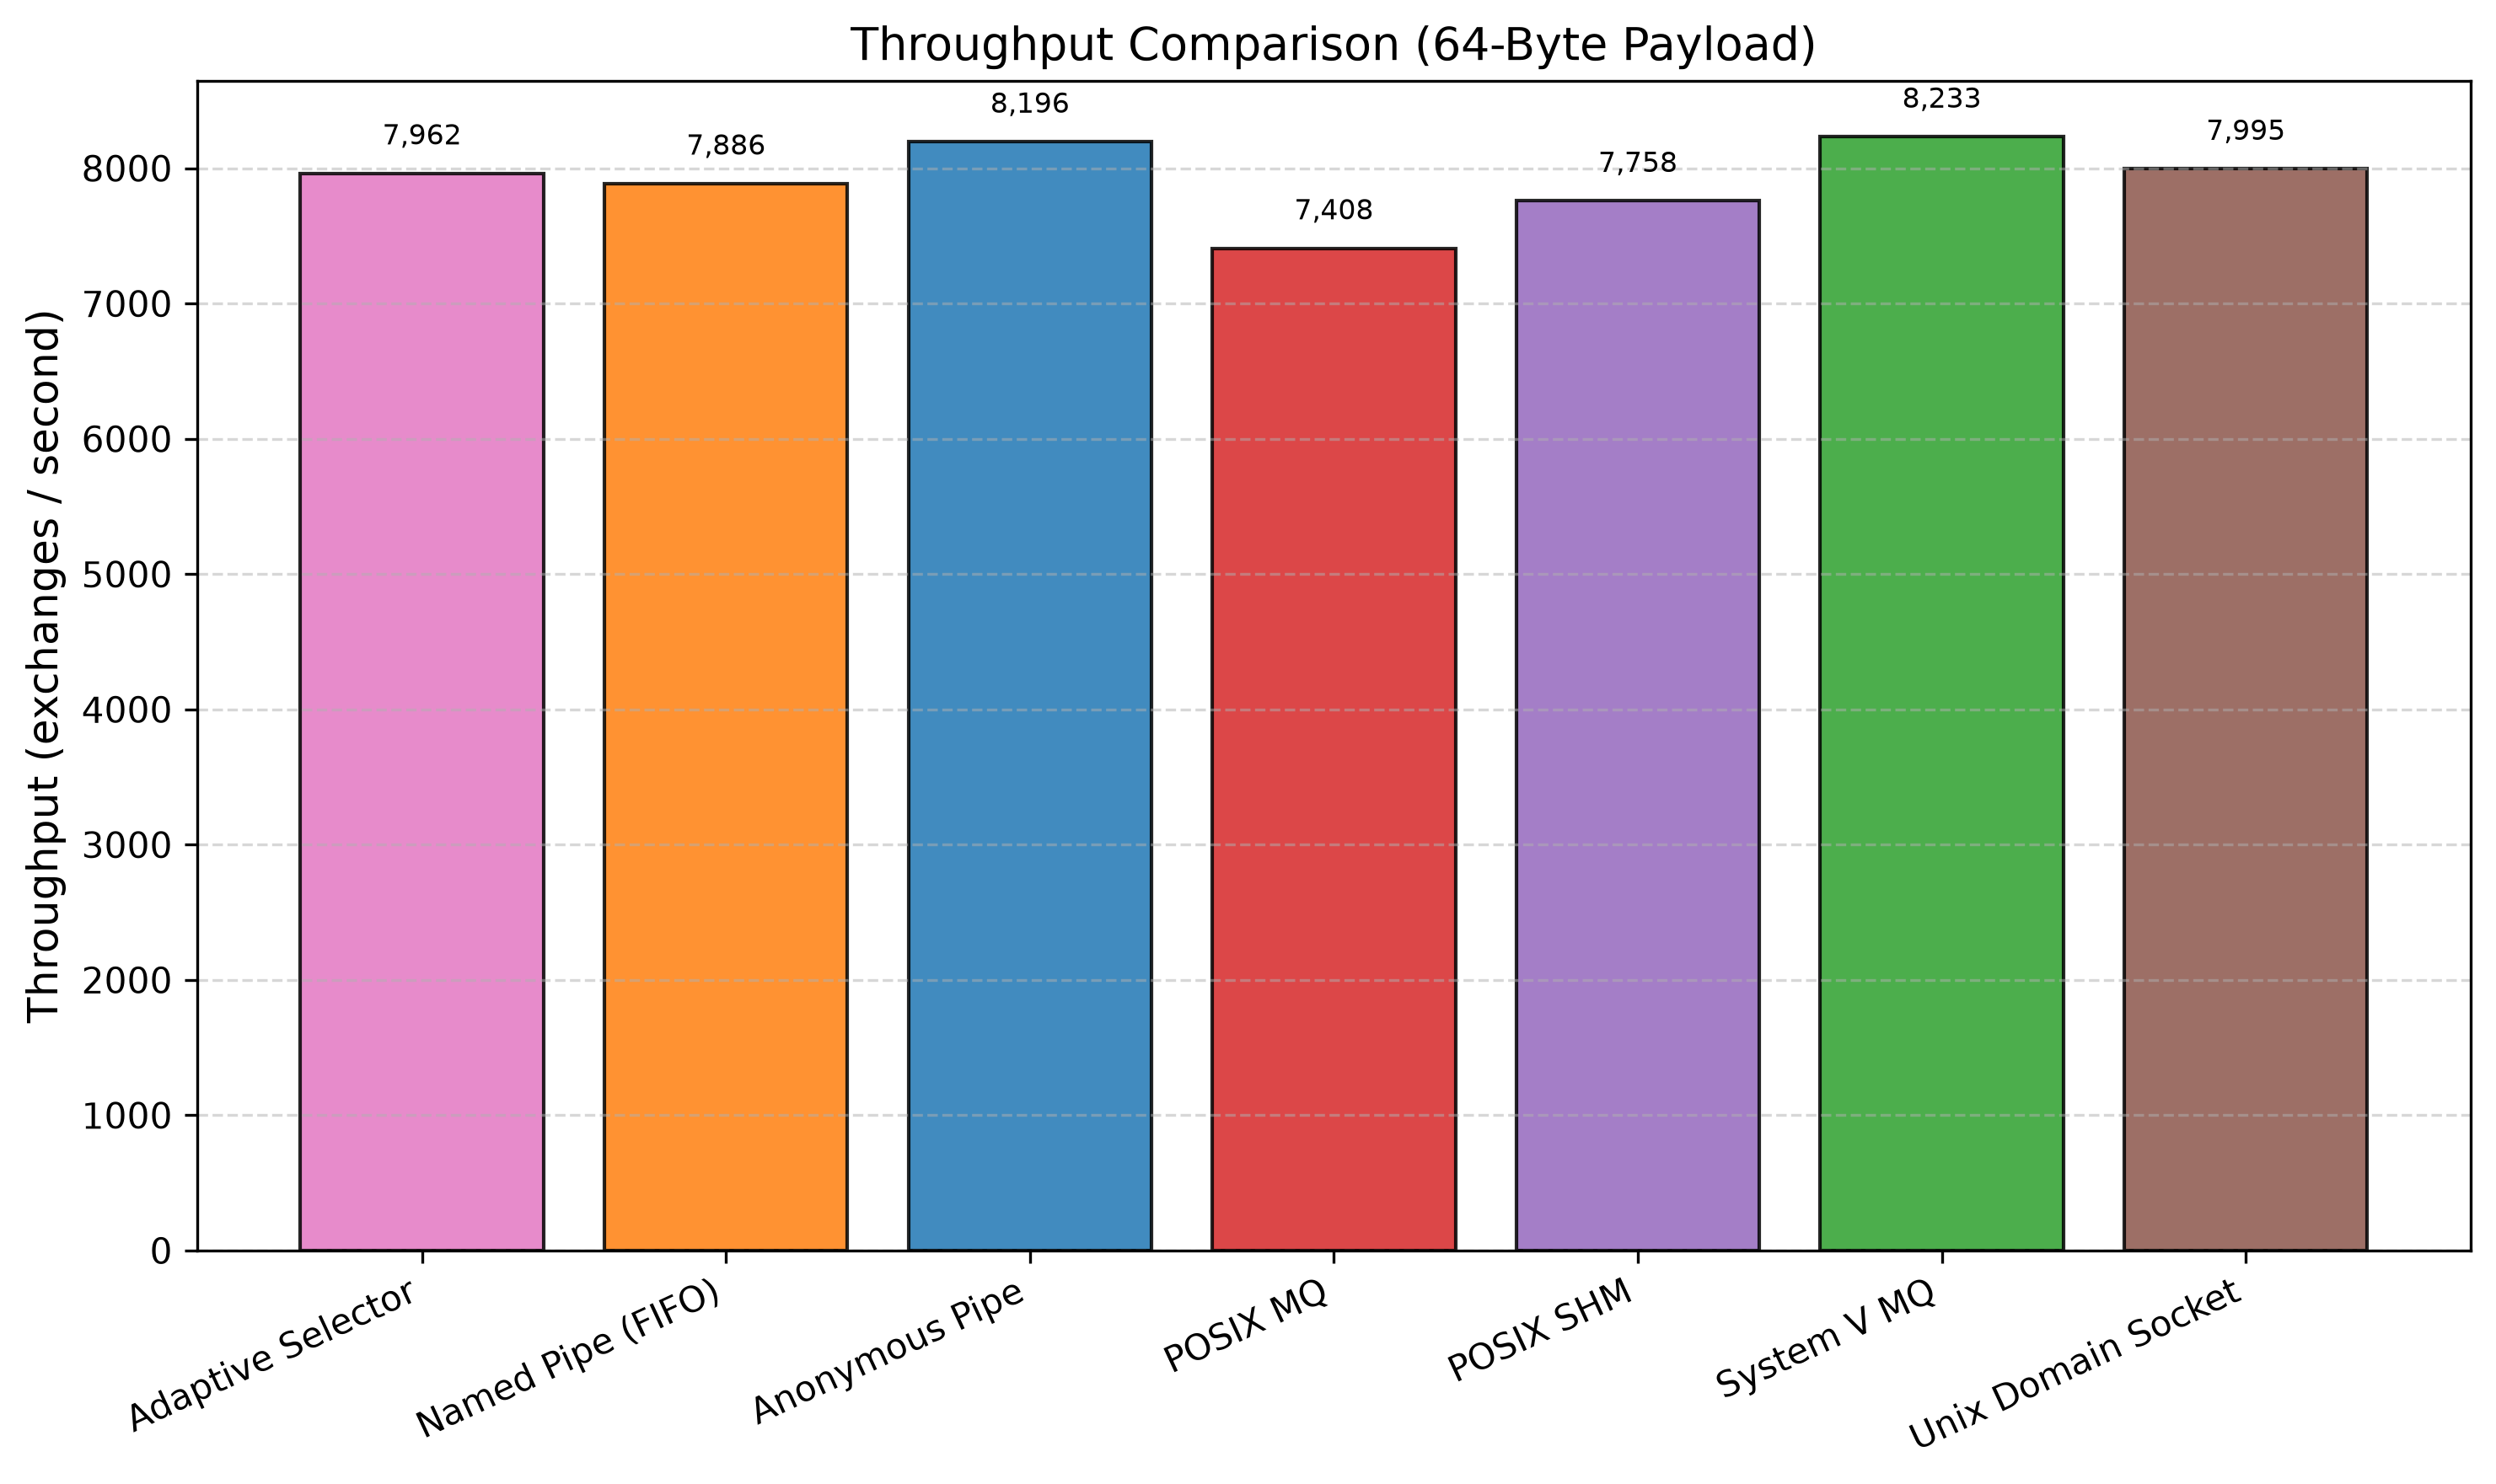 Throughput Comparison (64-Byte Payload)
Throughput (exchanges / second)
8000
7000
6000
5000
4000
3000
2000
1000
0
7,962
7,886
8,196
7,408
7,758
8,233
7,995
Adaptive Selector
Named Pipe (FIFO)
Anonymous Pipe
POSIX MQ
POSIX SHM
System V MQ
Unix Domain Socket